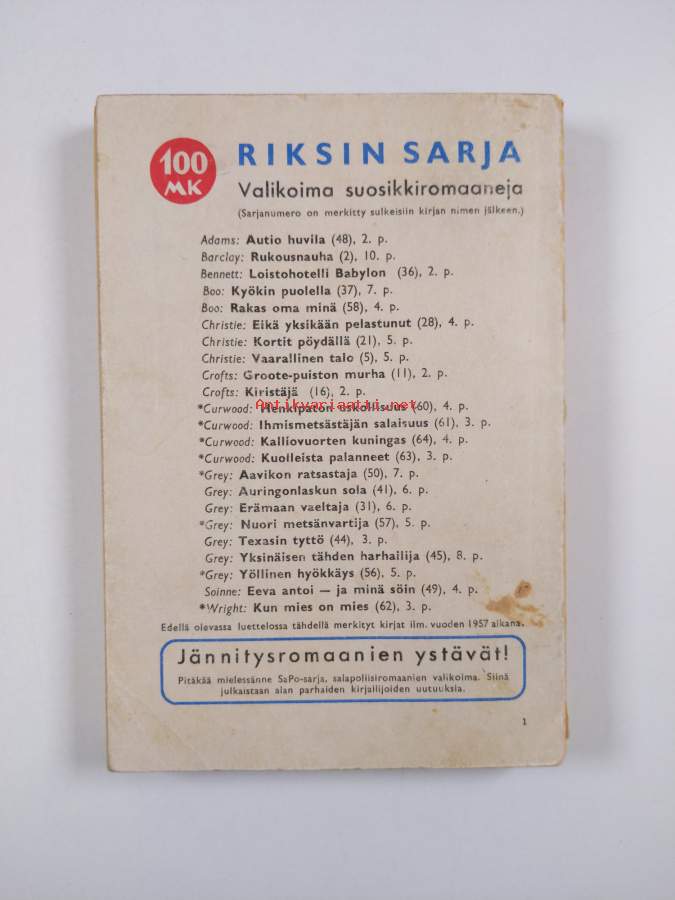 100
MK
RIKSIN SARJA
Valikoima suosikkiromaaneja
(Sarjanumero on merkitty sulkeisiin kirjan nimen jälkeen.)
Adams: Autio huvila (48), 2. p.
Barclay: Rukousnauha (2), 10. p.
Bennett: Loistohotelli Babylon (36), 2. p.
Boo: Kyökin puolella (37), 7. p.
Boo: Rakas oma minä (58), 4. p.
Christie: Eikä yksikään pelastunut (28), 4. p.
Christie: Kortit pöydällä (21), 5. p.
Christie: Vaarallinen talo (5), 5. p.
Crofts: Groote-puiston murha (11), 2. p.
Crofts: Kiristäjä (16), 2. p.
Antikvariaattui.net
*Curwood: Henkipaton uskollisuus (60), 4. p.
*Curwood: Ihmismetsästäjän salaisuus (61), 3. p.
*Curwood: Kalliovuorten kuningas (64), 4. p.
*Curwood: Kuolleista palanneet (63), 3. p.
*Grey: Aavikon ratsastaja (50), 7. p.
Grey: Auringonlaskun sola (41), 6. p.
Grey: Erämaan vaeltaja (31), 6. p.
*Grey: Nuori metsänvartija (57), 5. p.
Grey: Texasin tyttö (44), 3. p.
Grey: Yksinäisen tähden harhailija (45), 8. p.
*Grey: Yöllinen hyökkäys (56), 5. p.
Soinne: Eeva antoi — ja minä söin (49), 4. p.
*Wright: Kun mies on mies (62), 3. p.
Edellä olevassa luettelossa tähdellä merkityt kirjat ilm. vuoden 1957 aikana.
Jännitysromaanien ystävät!
Pitäkää mielessänne SaPo-sarja, salapoliisiromaanien valikoima. Siinä
julkaistaan alan parhaiden kirjailijoiden uutuuksia.
1